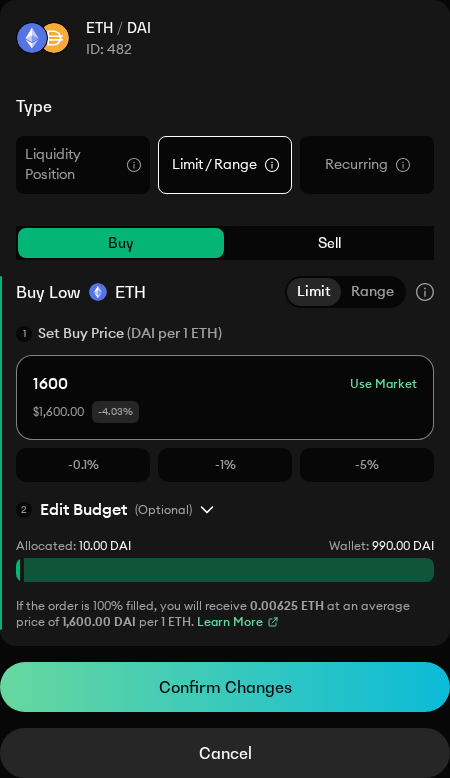 ETH / DAI
ID: 482
Type
Liquidity
Position
Limit / Range
Recurring
Buy
Sell
Buy Low ETH
Limit
Range
1 Set Buy Price (DAI per 1 ETH)
1600
Use Market
$1,600.00 -4.03%
-0.1%
-1%
-5%
2 Edit Budget (Optional)
Allocated: 10.00 DAI
Wallet: 990.00 DAI
If the order is 100% filled, you will receive 0.00625 ETH at an average
price of 1,600.00 DAI per 1 ETH. Learn More
Confirm Changes
Cancel